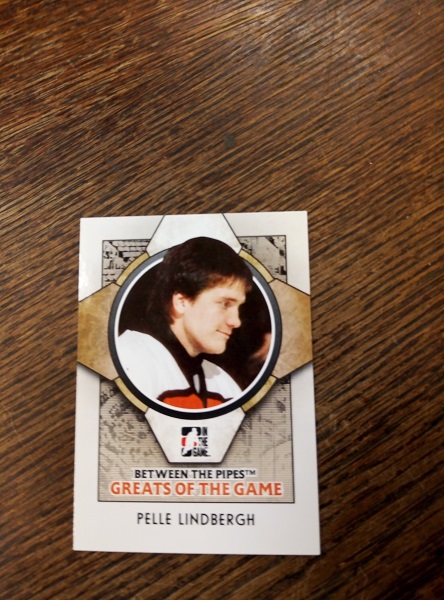 IN
THE
GAME
BETWEEN THE PIPES™
GREATS OF THE GAME
PELLE LINDBERGH